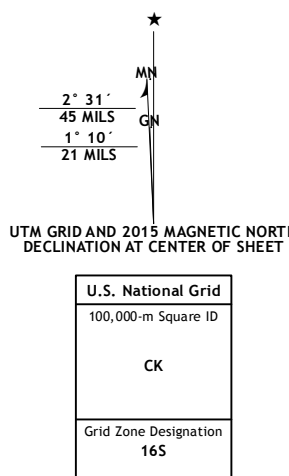 ★
MN
2° 31´
45 MILS
GN
1° 10´
21 MILS
UTM GRID AND 2015 MAGNETIC NORT
DECLINATION AT CENTER OF SHEET
U.S. National Grid
100,000-m Square ID
CK
Grid Zone Designation
16S